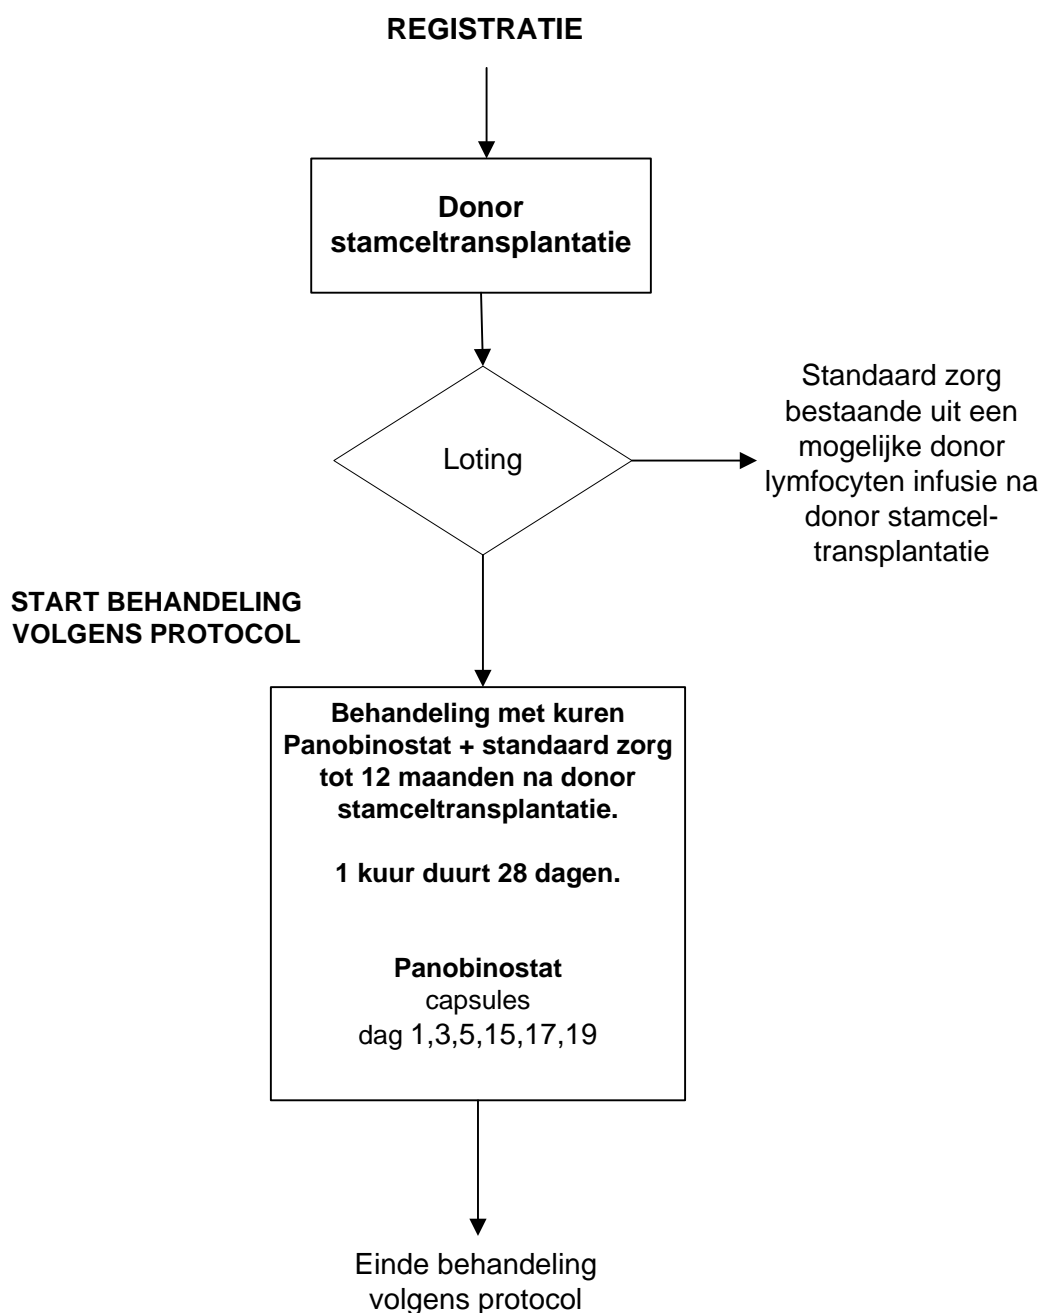 REGISTRATIE
Donor
stamceltransplantatie
Loting
Standaard zorg
bestaande uit een
mogelijke donor
lymfocyten infusie na
donor stamcel-
transplantatie
START BEHANDELING
VOLGENS PROTOCOL
Behandeling met kuren
Panobinostat + standaard zorg
tot 12 maanden na donor
stamceltransplantatie.
1 kuur duurt 28 dagen.
Panobinostat
capsules
dag 1,3,5,15,17,19
Einde behandeling
volgens protocol